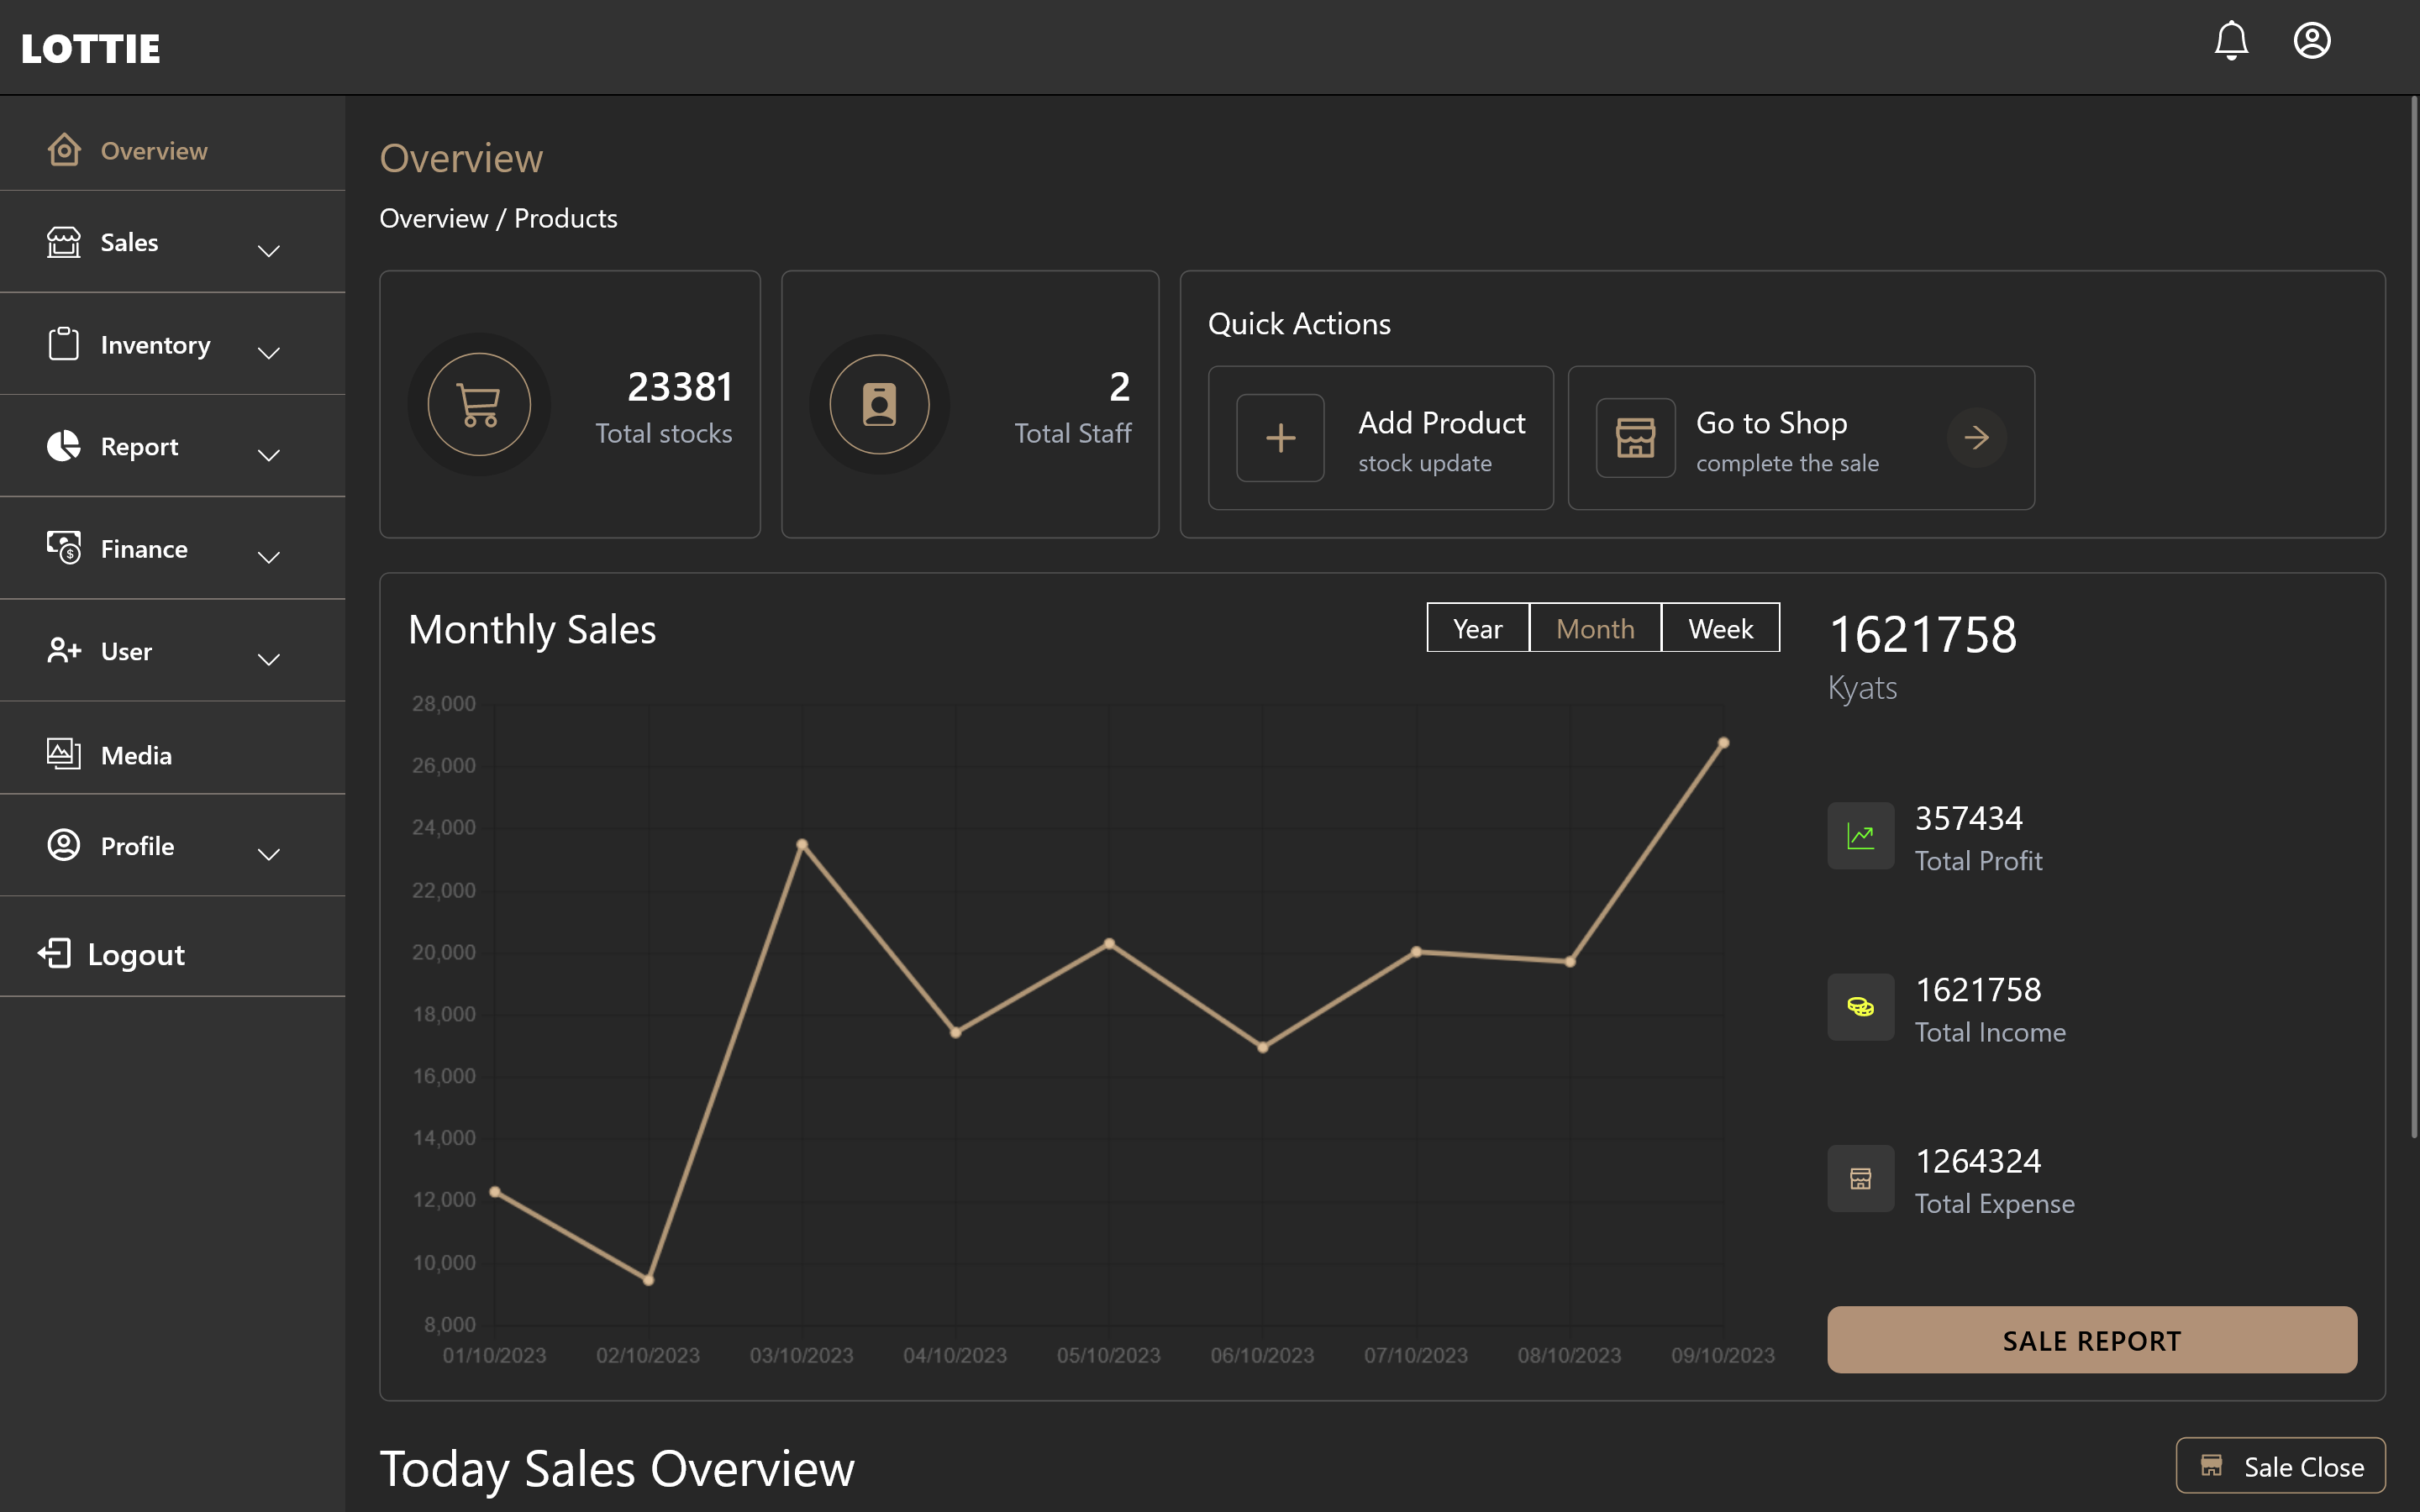 LOTTIE
Overview
Sales
Inventory
Report
Finance
User
Media
Profile
Logout
Overview
Overview / Products
23381
Total stocks
2
Total Staff
Quick Actions
Add Product
stock update
Go to Shop
complete the sale
Monthly Sales
Year Month Week
28,000
26,000
24,000
22,000
20,000
18,000
16,000
14,000
12,000
10,000
8,000
01/10/2023 02/10/2023 03/10/2023 04/10/2023 05/10/2023 06/10/2023 07/10/2023 08/10/2023 09/10/2023
1621758
Kyats
357434
Total Profit
1621758
Total Income
1264324
Total Expense
SALE REPORT
Today Sales Overview
Sale Close